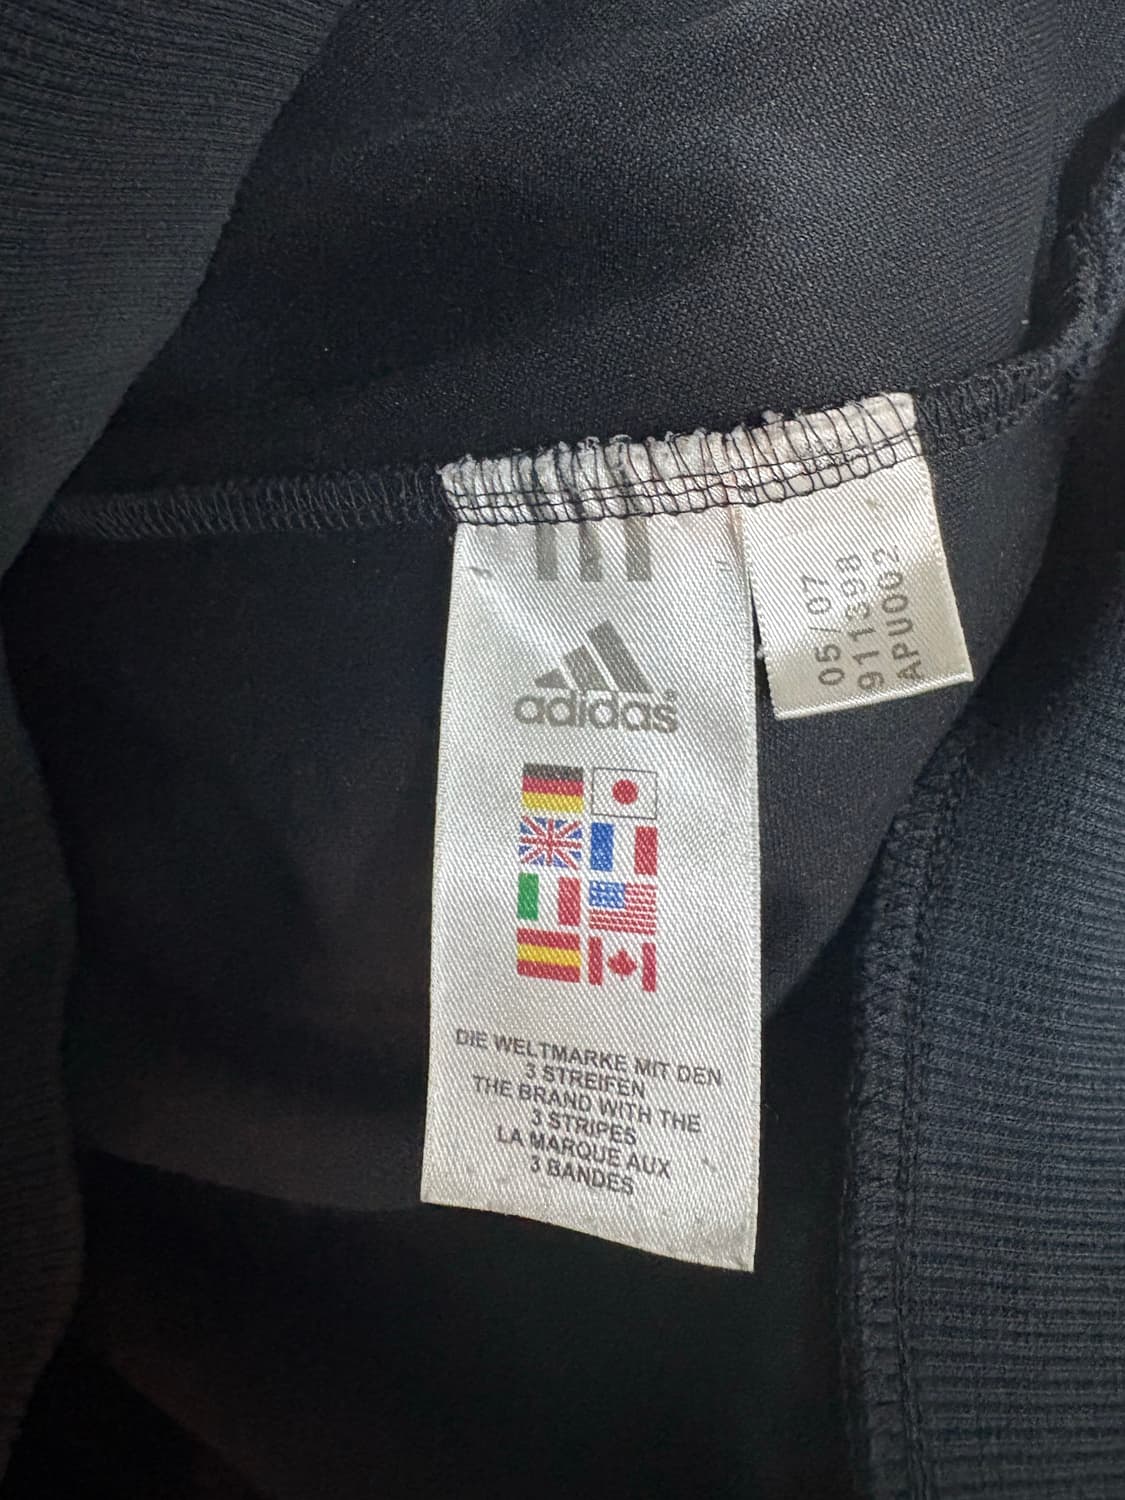 adidas
DIE WELTMARKE MIT DEN
3 STREIFEN
THE BRAND WITH THE
3 STRIPES
LA MARQUE AUX
3 BANDES
05/07
911898
APU002